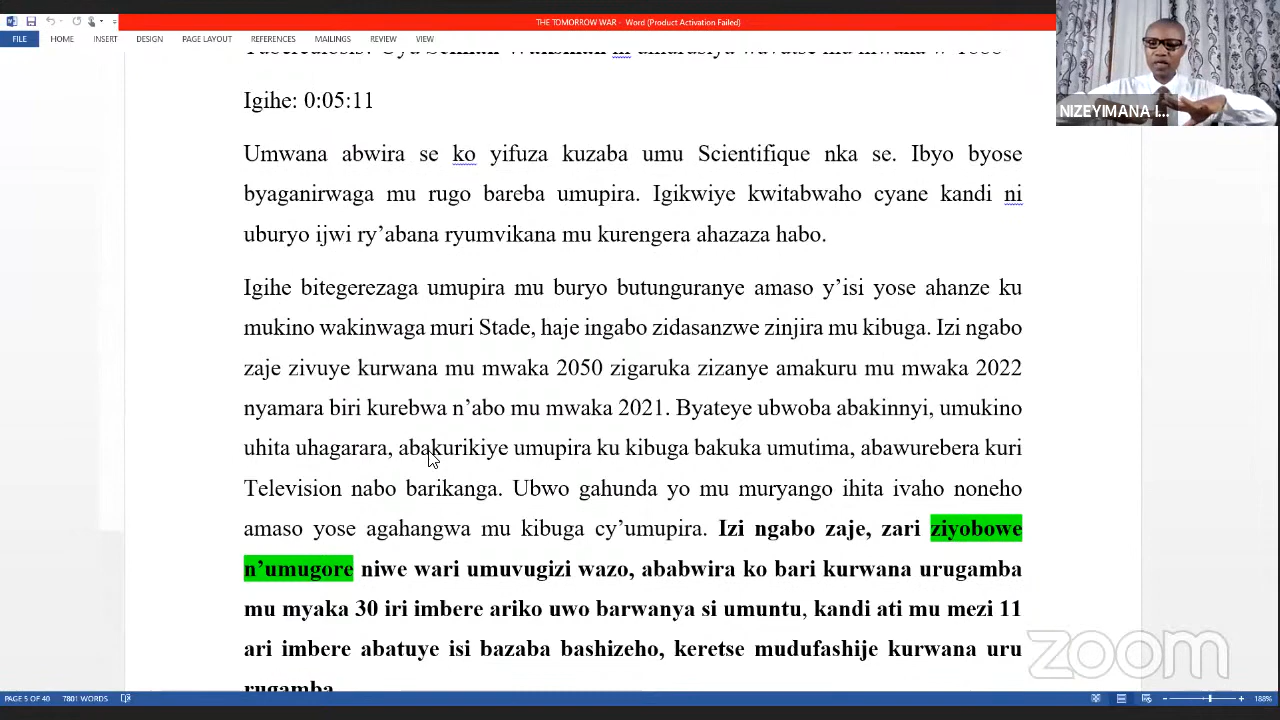 THE TOMORROW WAR - Word (Product Activation Failed)
FILE HOME INSERT DESIGN PAGE LAYOUT REFERENCES MAILINGS REVIEW VIEW
NIZEYIMANA I...
Igihe: 0:05:11
Umwana abwira se ko yifuza kuzaba umu Scientifique nka se. Ibyo byose
byaganirwaga mu rugo bareba umupira. Igikwiye kwitabwaho cyane kandi ni
uburyo ijwi ry’abana ryumvikana mu kurengera ahazaza habo.
Igihe bitegerezaga umupira mu buryo butunguranye amaso y’isi yose ahanze ku
mukino wakinwaga muri Stade, haje ingabo zidasanzwe zinjira mu kibuga. Izi ngabo
zaje zivuye kurwana mu mwaka 2050 zigaruka zizanye amakuru mu mwaka 2022
nyamara biri kurebwa n’abo mu mwaka 2021. Byateye ubwoba abakinnyi, umukino
uhita uhagarara, abakurikiye umupira ku kibuga bakuka umutima, abawurebera kuri
Television nabo barikanga. Ubwo gahunda yo mu muryango ihita ivaho noneho
amaso yose agahangwa mu kibuga cy’umupira. Izi ngabo zaje, zari ziyobowe
n’umugore niwe wari umuvugizi wazo, ababwira ko bari kurwana urugamba
mu myaka 30 iri imbere ariko uwo barwanya si umuntu, kandi ati mu mezi 11
ari imbere abatuye isi bazaba bashizeho, keretse mudufashije kurwana uru
rugamba
zoom
PAGE 5 OF 40 7801 WORDS 188%